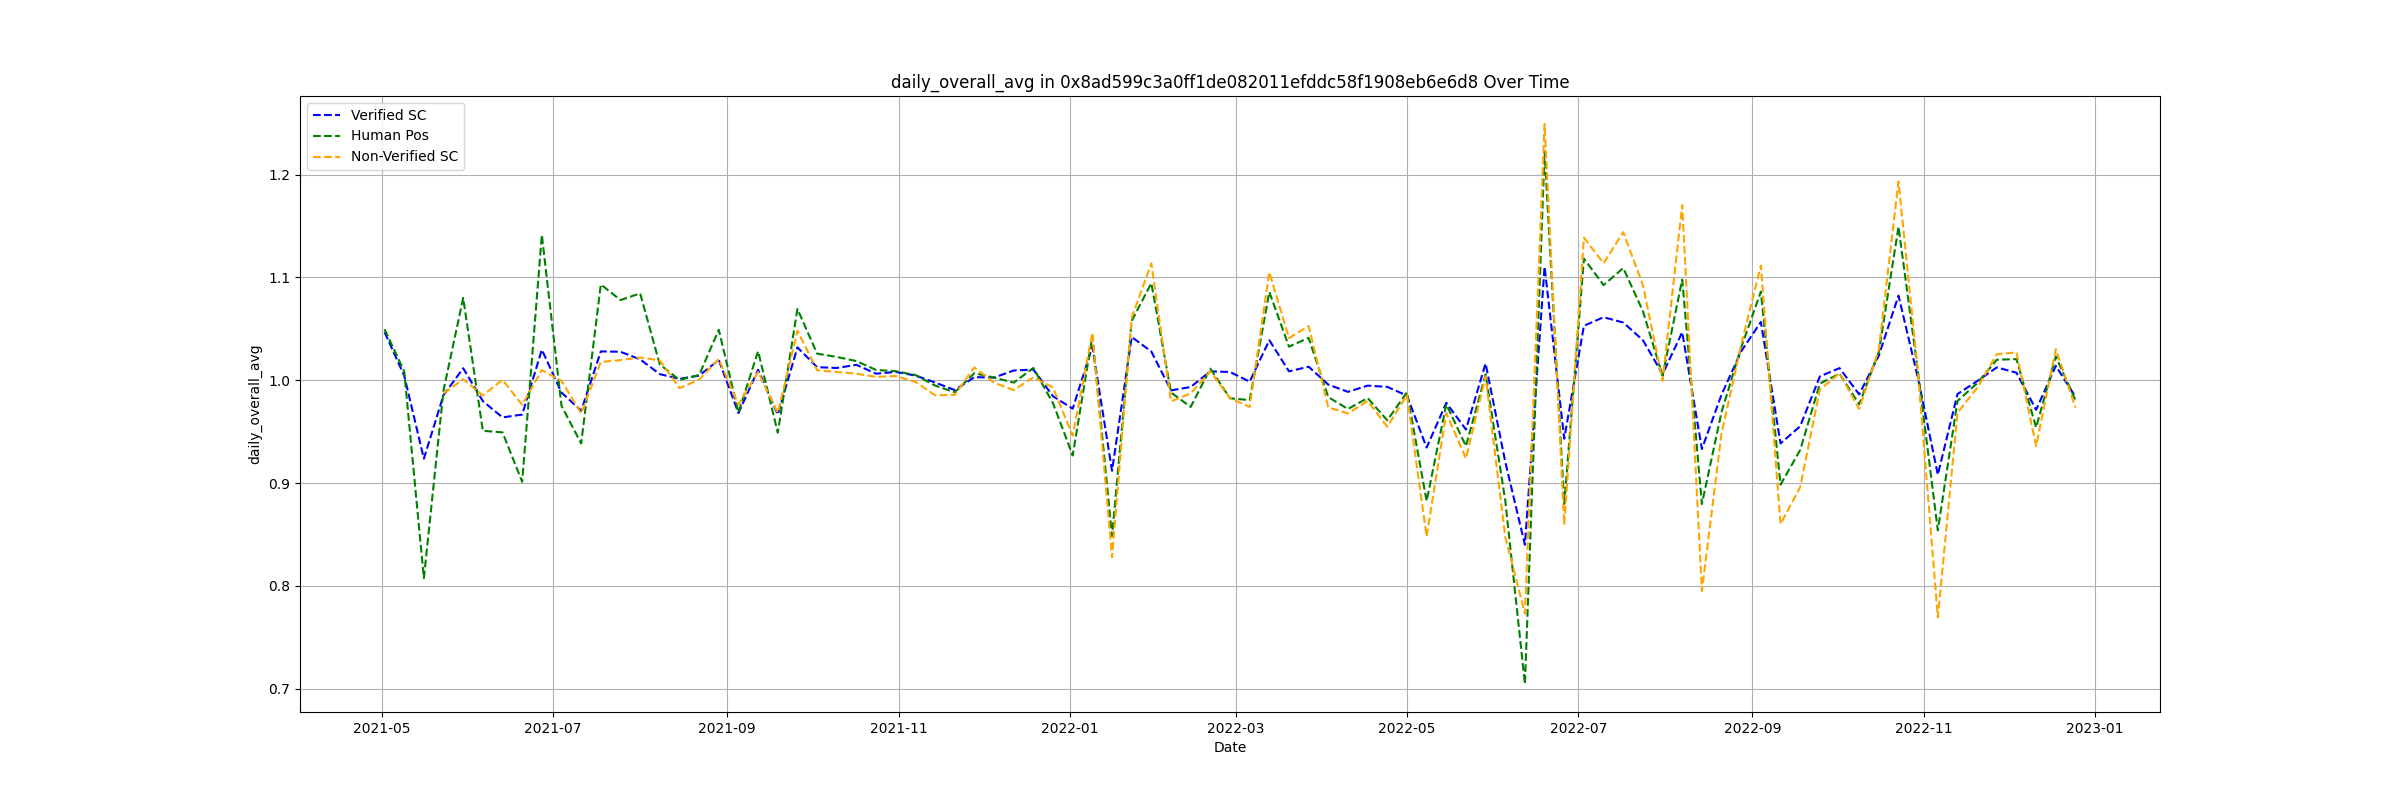 daily_overall_avg in 0x8ad599c3a0ff1de082011efddc58f1908eb6e6d8 Over Time
Verified SC
Human Pos
Non-Verified SC
daily_overall_avg
1.2
1.1
1.0
0.9
0.8
0.7
2021-05
2021-07
2021-09
2021-11
2022-01
2022-03
2022-05
2022-07
2022-09
2022-11
2023-01
Date